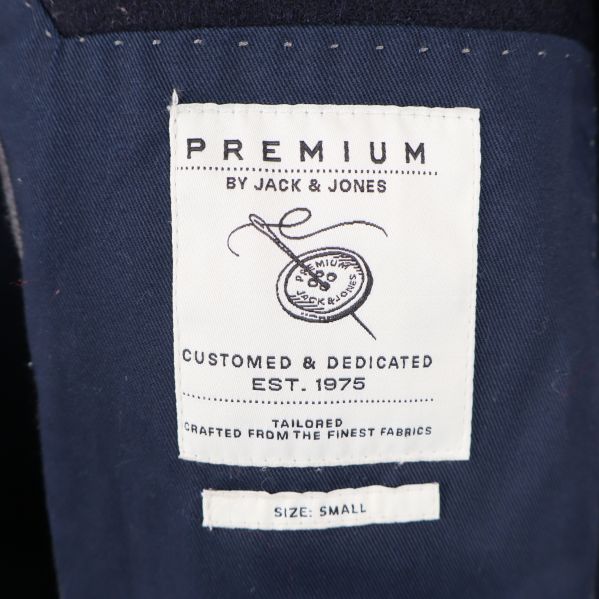 PREMIUM
BY JACK & JONES
PREMIUM
JACK & JONES
CUSTOMED & DEDICATED
EST. 1975
TAILORED
CRAFTED FROM THE FINEST FABRICS
SIZE: SMALL